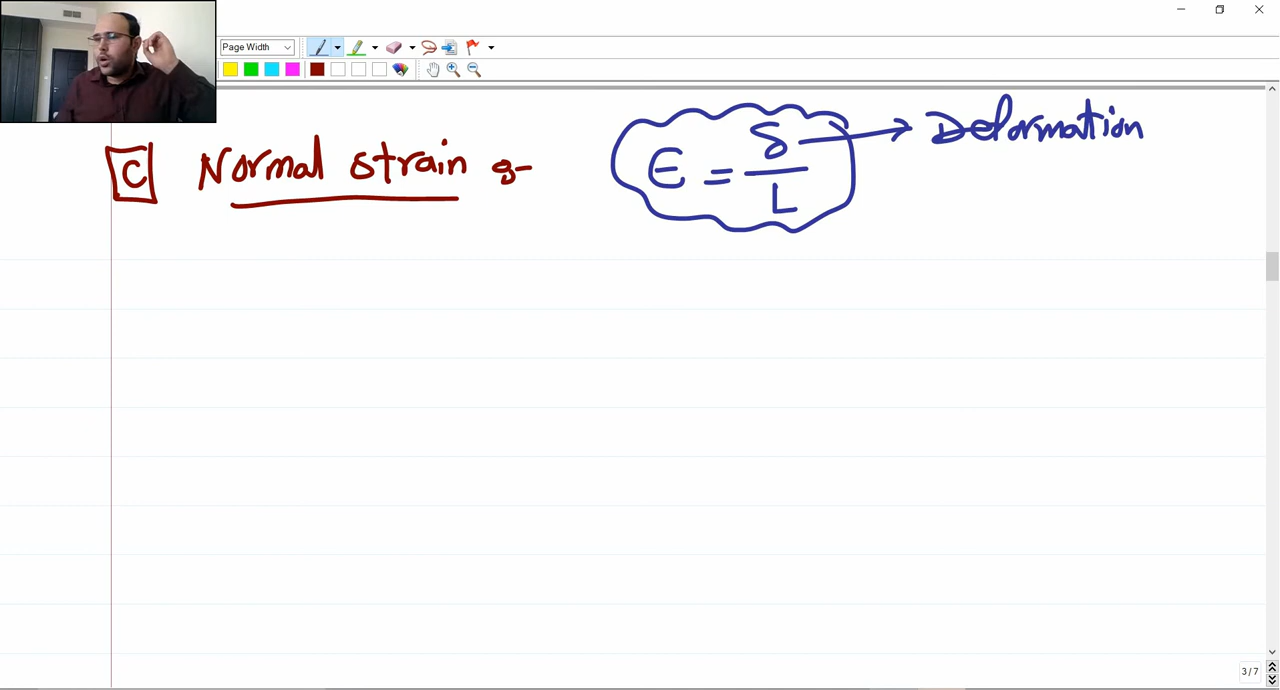 Page Width
C Normal strain :- ϵ = δ / L → Deformation
3 / 7